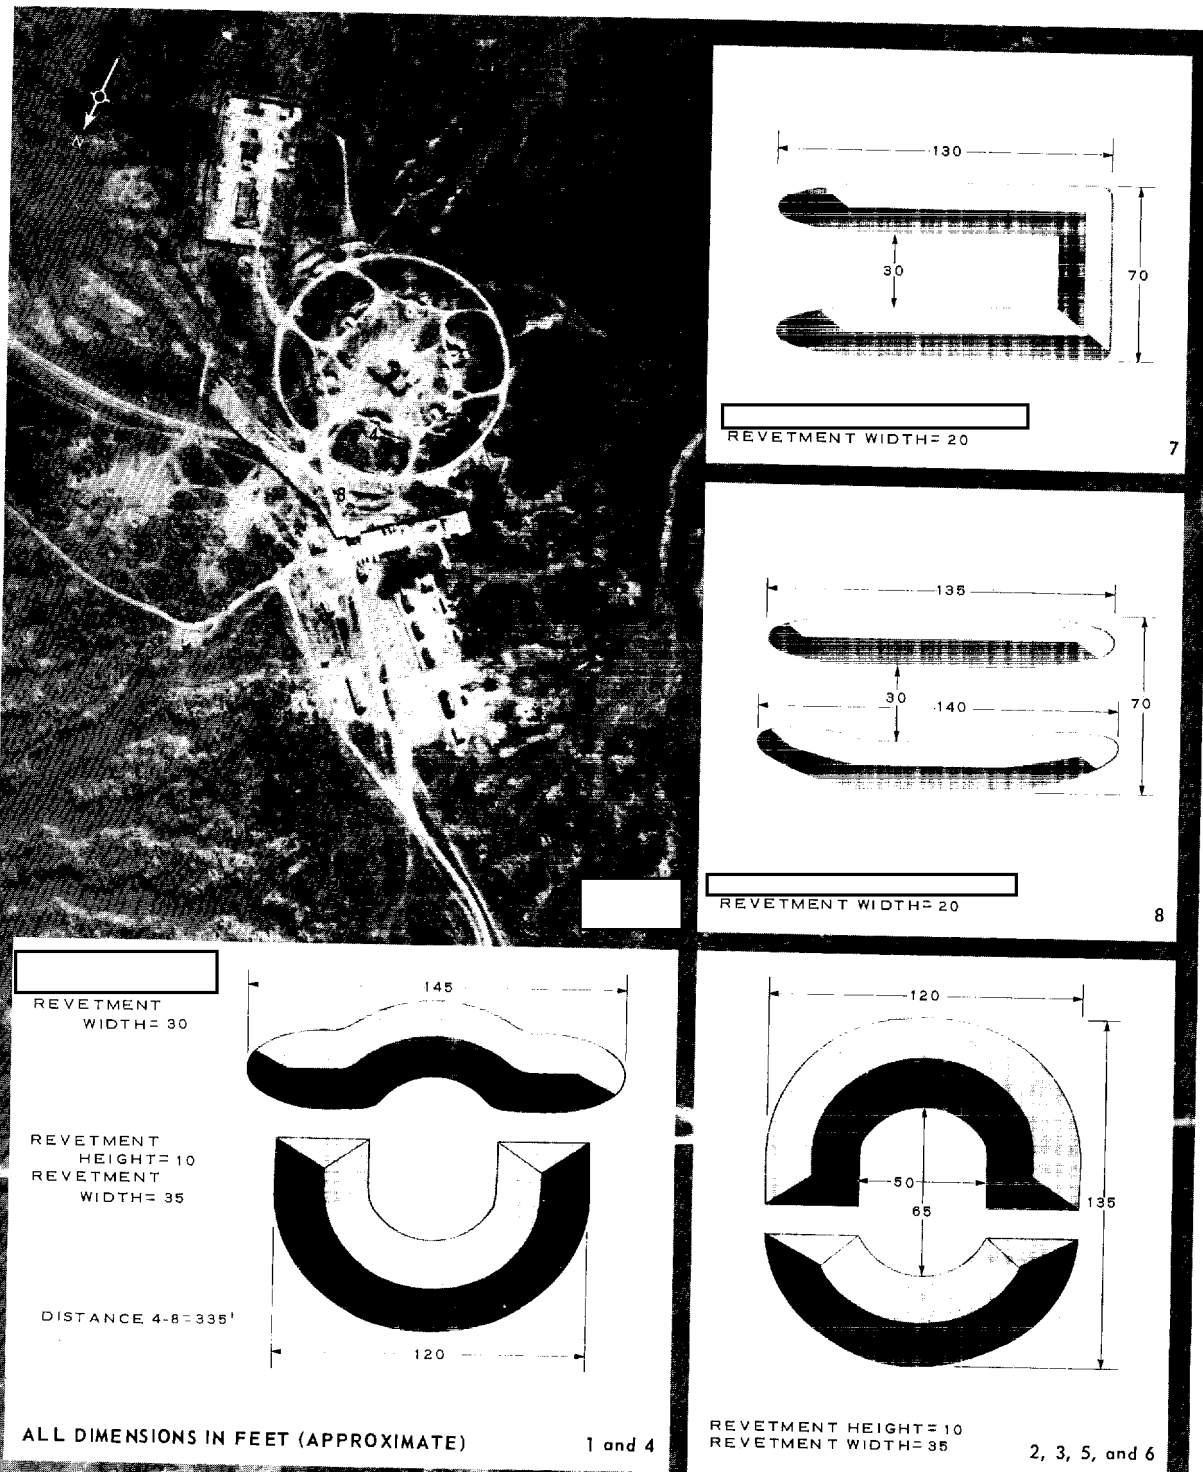 N
4
8
130
30
70
REVETMENT WIDTH= 20
7
135
30
140
70
REVETMENT WIDTH= 20
8
REVETMENT
WIDTH= 30
145
REVETMENT
HEIGHT= 10
REVETMENT
WIDTH= 35
DISTANCE 4-8=335'
120
ALL DIMENSIONS IN FEET (APPROXIMATE)
1 and 4
120
50
65
135
REVETMENT HEIGHT= 10
REVETMENT WIDTH= 35
2, 3, 5, and 6